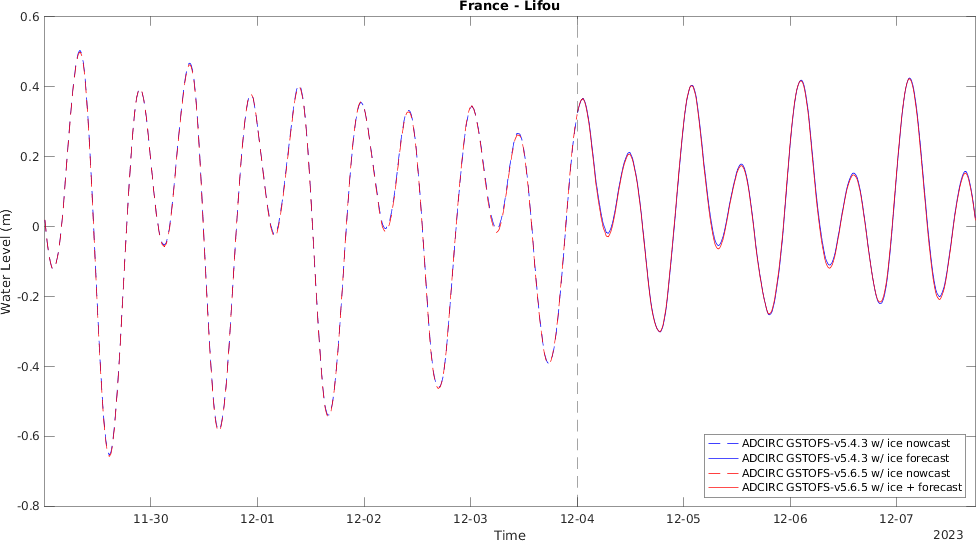 France - Lifou
0.6
0.4
0.2
0
-0.2
-0.4
-0.6
-0.8
Water Level (m)
11-30
12-01
12-02
12-03
12-04
12-05
12-06
12-07
Time
2023
ADCIRC GSTOFS-v5.4.3 w/ ice nowcast
ADCIRC GSTOFS-v5.4.3 w/ ice forecast
ADCIRC GSTOFS-v5.6.5 w/ ice nowcast
ADCIRC GSTOFS-v5.6.5 w/ ice + forecast